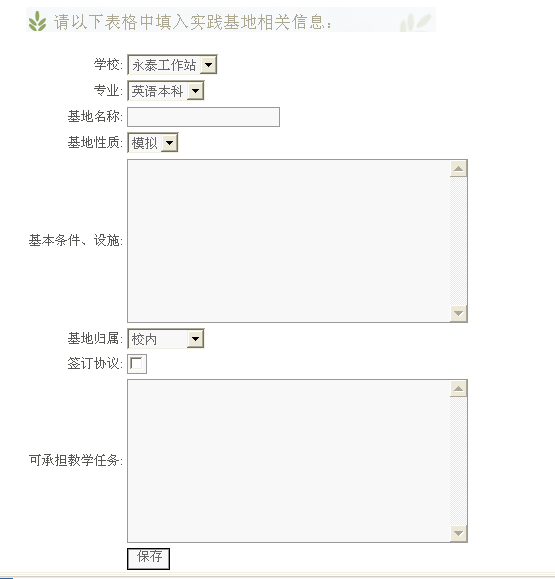 请以下表格中填入实践基地相关信息：
学校: 永泰工作站
专业: 英语本科
基地名称:
基地性质: 模拟
基本条件、设施:
基地归属: 校内
签订协议:
可承担教学任务:
保存